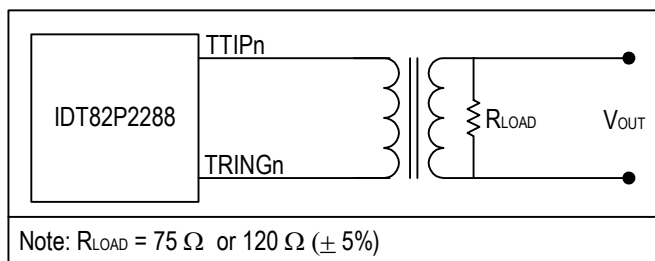 TTIPn
IDT82P2288
RLOAD
VOUT
TRINGn
Note: RLOAD = 75 Ω or 120 Ω (± 5%)